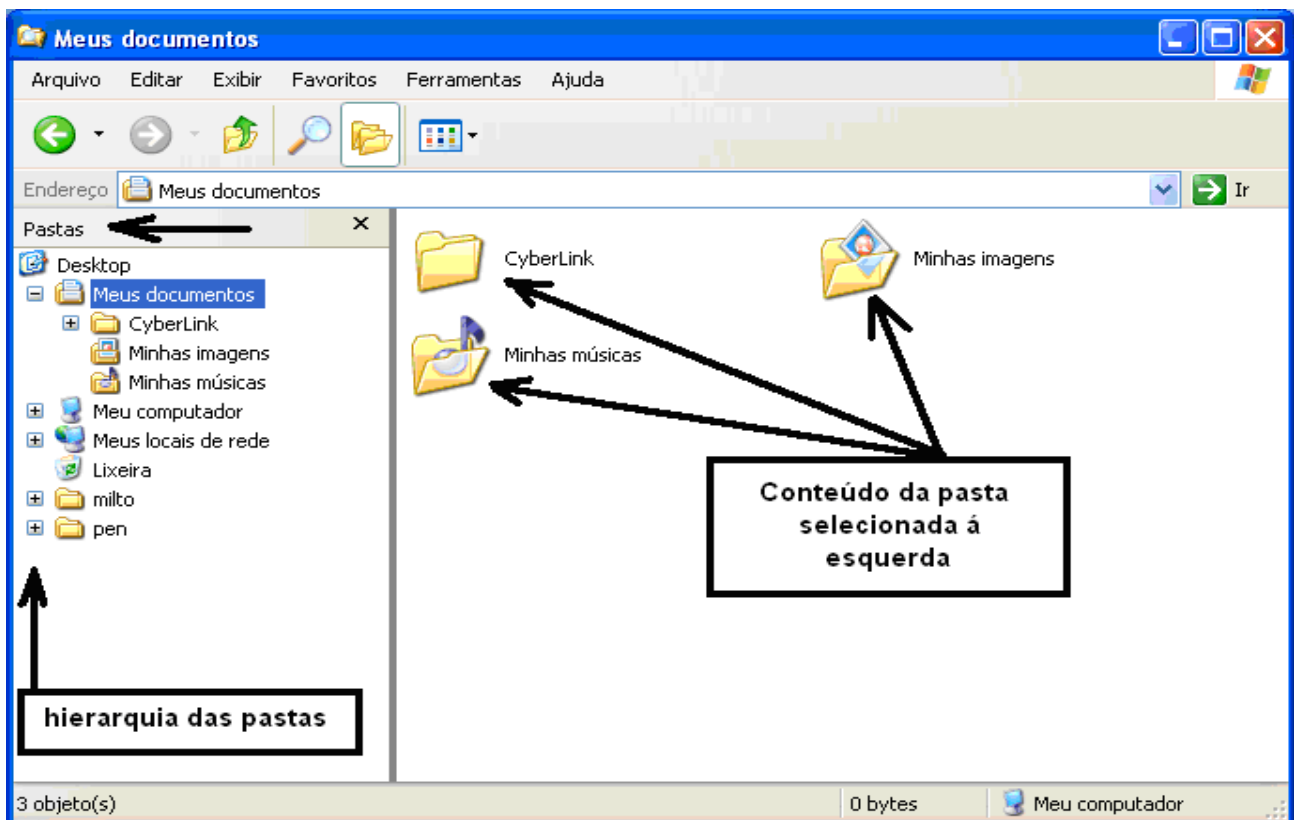 Meus documentos
Arquivo Editar Exibir Favoritos Ferramentas Ajuda
Endereço Meus documentos Ir
Pastas
Desktop
Meus documentos
CyberLink
Minhas imagens
Minhas músicas
Meu computador
Meus locais de rede
Lixeira
milto
pen
hierarquia das pastas
CyberLink
Minhas imagens
Minhas músicas
Conteúdo da pasta
selecionada á
esquerda
3 objeto(s) 0 bytes Meu computador